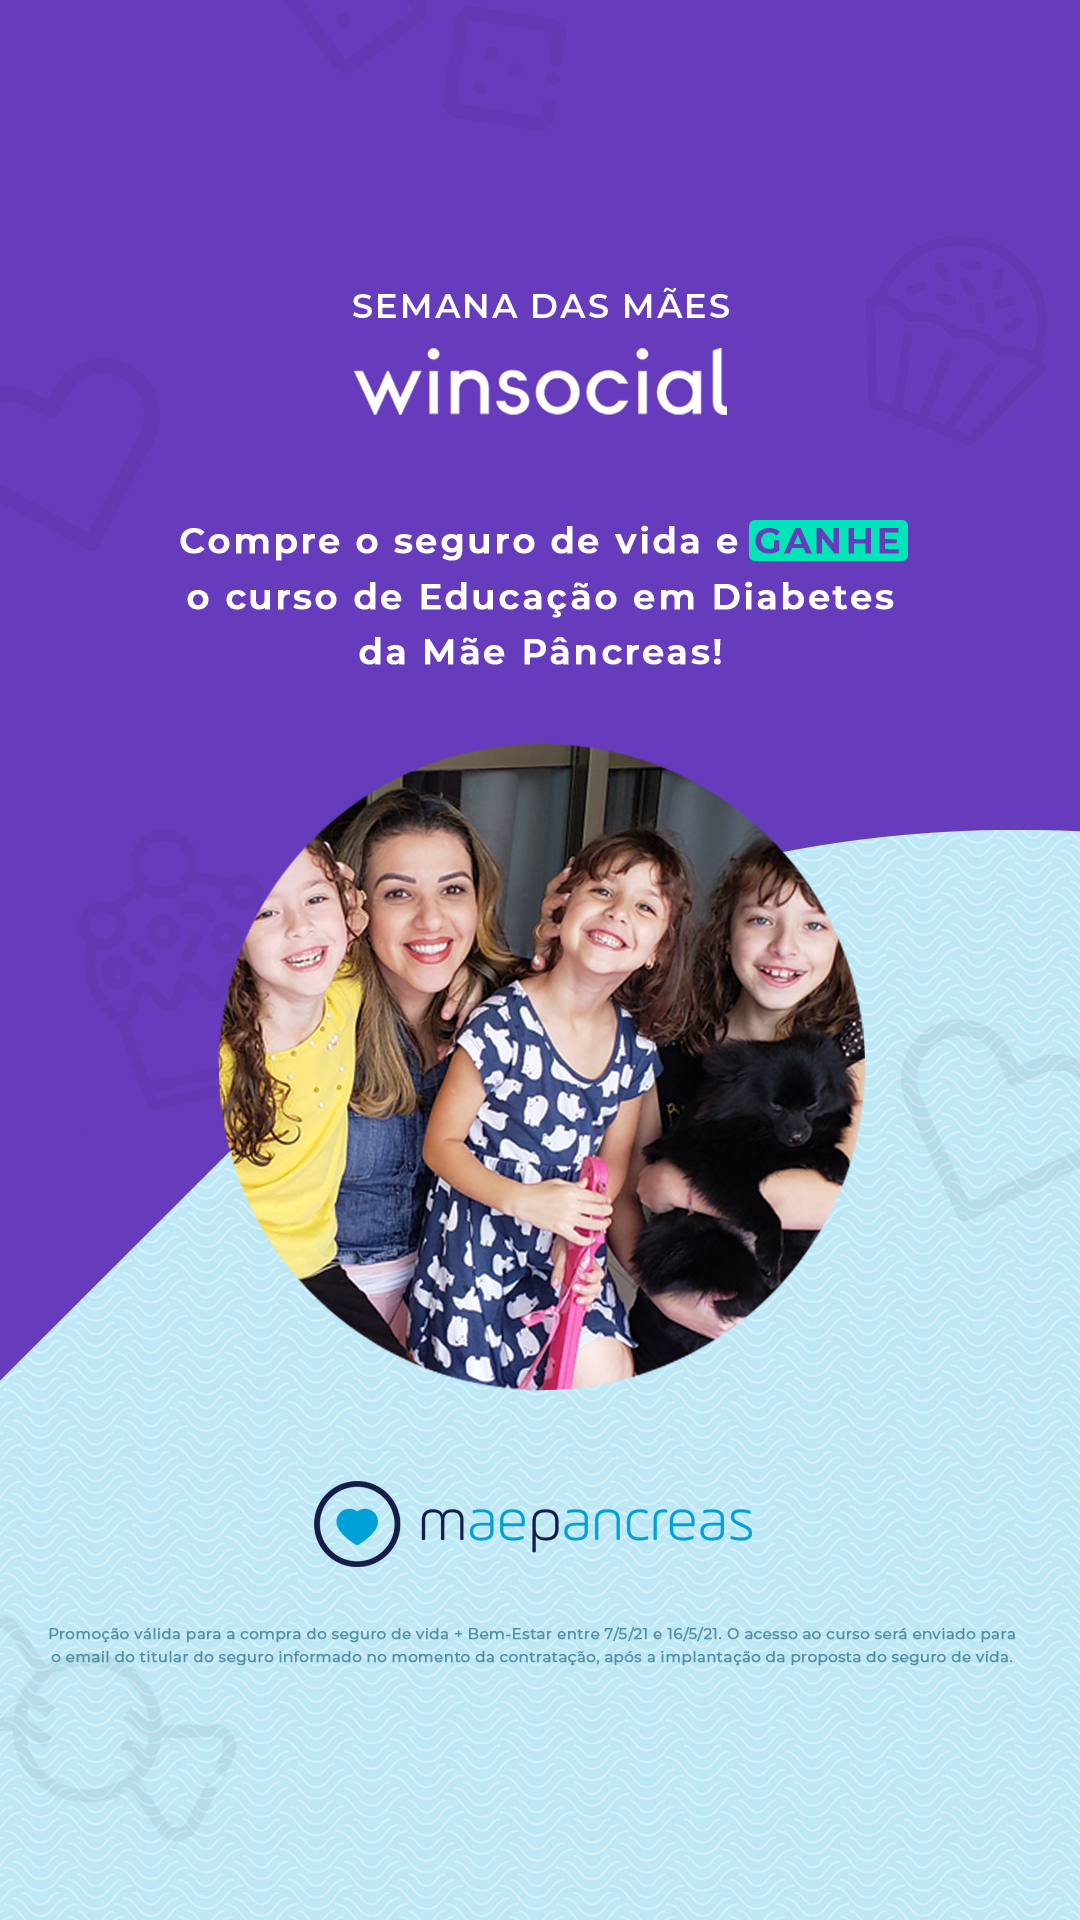 SEMANA DAS MÃES
winsocial
Compre o seguro de vida e GANHE
o curso de Educação em Diabetes
da Mãe Pâncreas!
maepancreas
Promoção válida para a compra do seguro de vida + Bem-Estar entre 7/5/21 e 16/5/21. O acesso ao curso será enviado para
o email do titular do seguro informado no momento da contratação, após a implantação da proposta do seguro de vida.